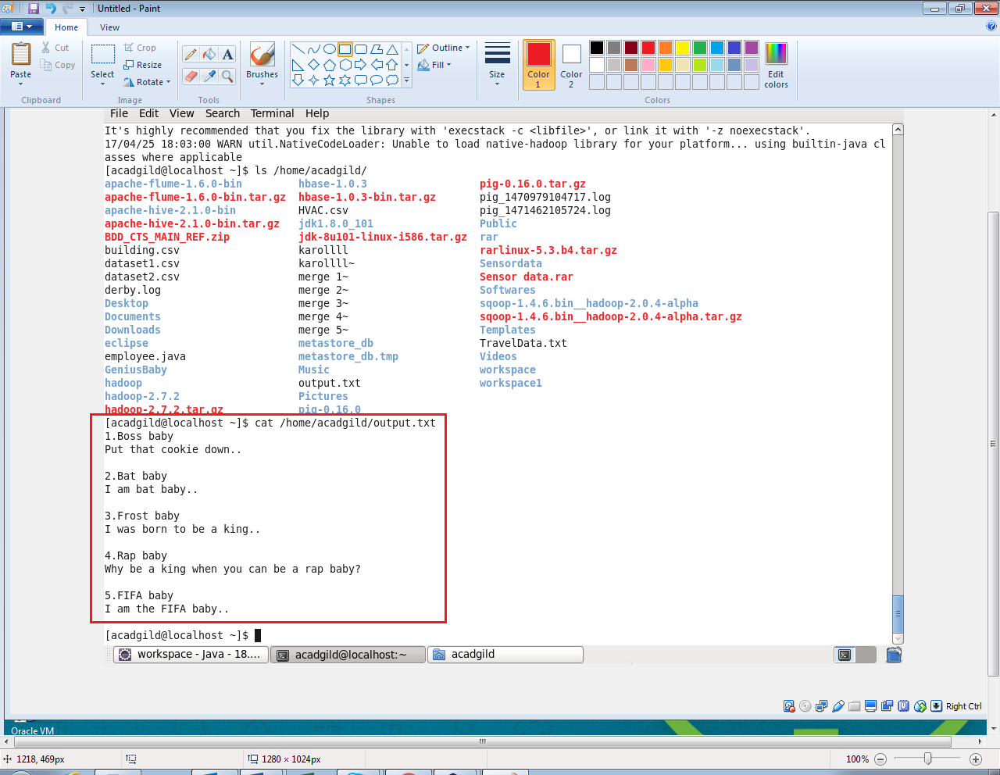 Untitled - Paint
Home View
Paste Cut Copy
Clipboard
Select Crop Resize Rotate
Image
Tools
Brushes
Outline Fill
Shapes
Size
Color 1 Color 2 Edit colors
Colors
File Edit View Search Terminal Help
It's highly recommended that you fix the library with 'execstack -c <libfile>', or link it with '-z noexecstack'.
17/04/25 18:03:00 WARN util.NativeCodeLoader: Unable to load native-hadoop library for your platform... using builtin-java cl
asses where applicable
[acadgild@localhost ~]$ ls /home/acadgild/
apache-flume-1.6.0-bin hbase-1.0.3 pig-0.16.0.tar.gz
apache-flume-1.6.0-bin.tar.gz hbase-1.0.3-bin.tar.gz pig_1470979104717.log
apache-hive-2.1.0-bin HVAC.csv pig_1471462105724.log
apache-hive-2.1.0-bin.tar.gz jdk1.8.0_101 Public
BDD_CTS_MAIN_REF.zip jdk-8u101-linux-i586.tar.gz rar
building.csv karollll rarlinux-5.3.b4.tar.gz
dataset1.csv karollll~ Sensordata
dataset2.csv merge 1~ Sensor data.rar
derby.log merge 2~ Softwares
Desktop merge 3~ sqoop-1.4.6.bin__hadoop-2.0.4-alpha
Documents merge 4~ sqoop-1.4.6.bin__hadoop-2.0.4-alpha.tar.gz
Downloads merge 5~ Templates
eclipse metastore_db TravelData.txt
employee.java metastore_db.tmp Videos
GeniusBaby Music workspace
hadoop output.txt workspace1
hadoop-2.7.2 Pictures
hadoop-2.7.2.tar.gz pig-0.16.0
[acadgild@localhost ~]$ cat /home/acadgild/output.txt
1.Boss baby
Put that cookie down..
2.Bat baby
I am bat baby..
3.Frost baby
I was born to be a king..
4.Rap baby
Why be a king when you can be a rap baby?
5.FIFA baby
I am the FIFA baby..
[acadgild@localhost ~]$
workspace - Java - 18.... acadgild@localhost:~ acadgild
Right Ctrl
Oracle VM
1218, 469px 1280 × 1024px 100%